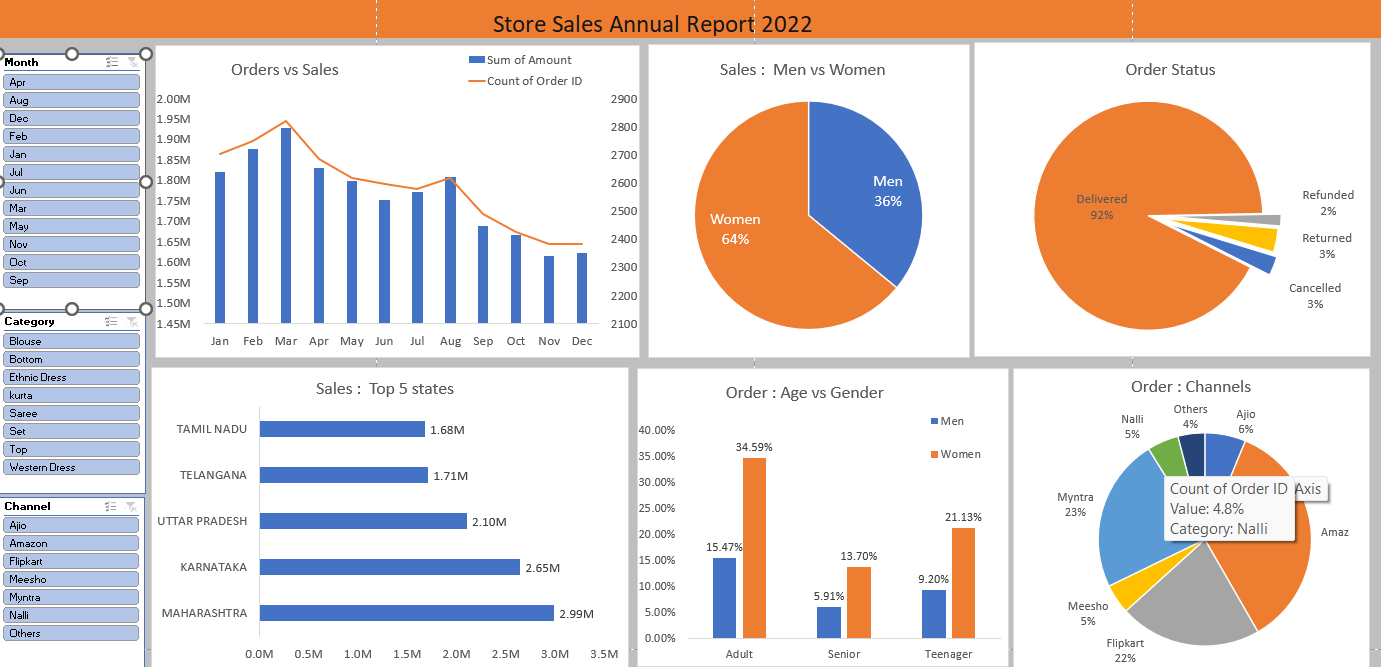 Store Sales Annual Report 2022
Month
Apr
Aug
Dec
Feb
Jan
Jul
Jun
Mar
May
Nov
Oct
Sep
Category
Blouse
Bottom
Ethnic Dress
kurta
Saree
Set
Top
Western Dress
Channel
Ajio
Amazon
Flipkart
Meesho
Myntra
Nalli
Others
Orders vs Sales
Sum of Amount
Count of Order ID
2.00M
1.95M
1.90M
1.85M
1.80M
1.75M
1.70M
1.65M
1.60M
1.55M
1.50M
1.45M
2900
2800
2700
2600
2500
2400
2300
2200
2100
Jan Feb Mar Apr May Jun Jul Aug Sep Oct Nov Dec
Sales : Men vs Women
Men
36%
Women
64%
Order Status
Delivered
92%
Refunded
2%
Returned
3%
Cancelled
3%
Sales : Top 5 states
TAMIL NADU 1.68M
TELANGANA 1.71M
UTTAR PRADESH 2.10M
KARNATAKA 2.65M
MAHARASHTRA 2.99M
0.0M 0.5M 1.0M 1.5M 2.0M 2.5M 3.0M 3.5M
Order : Age vs Gender
Men
Women
40.00%
35.00%
30.00%
25.00%
20.00%
15.00%
10.00%
5.00%
0.00%
15.47% 34.59%
5.91% 13.70%
9.20% 21.13%
Adult Senior Teenager
Order : Channels
Others
4%
Ajio
6%
Nalli
5%
Myntra
23%
Meesho
5%
Flipkart
22%
Amaz
Count of Order ID Axis
Value: 4.8%
Category: Nalli